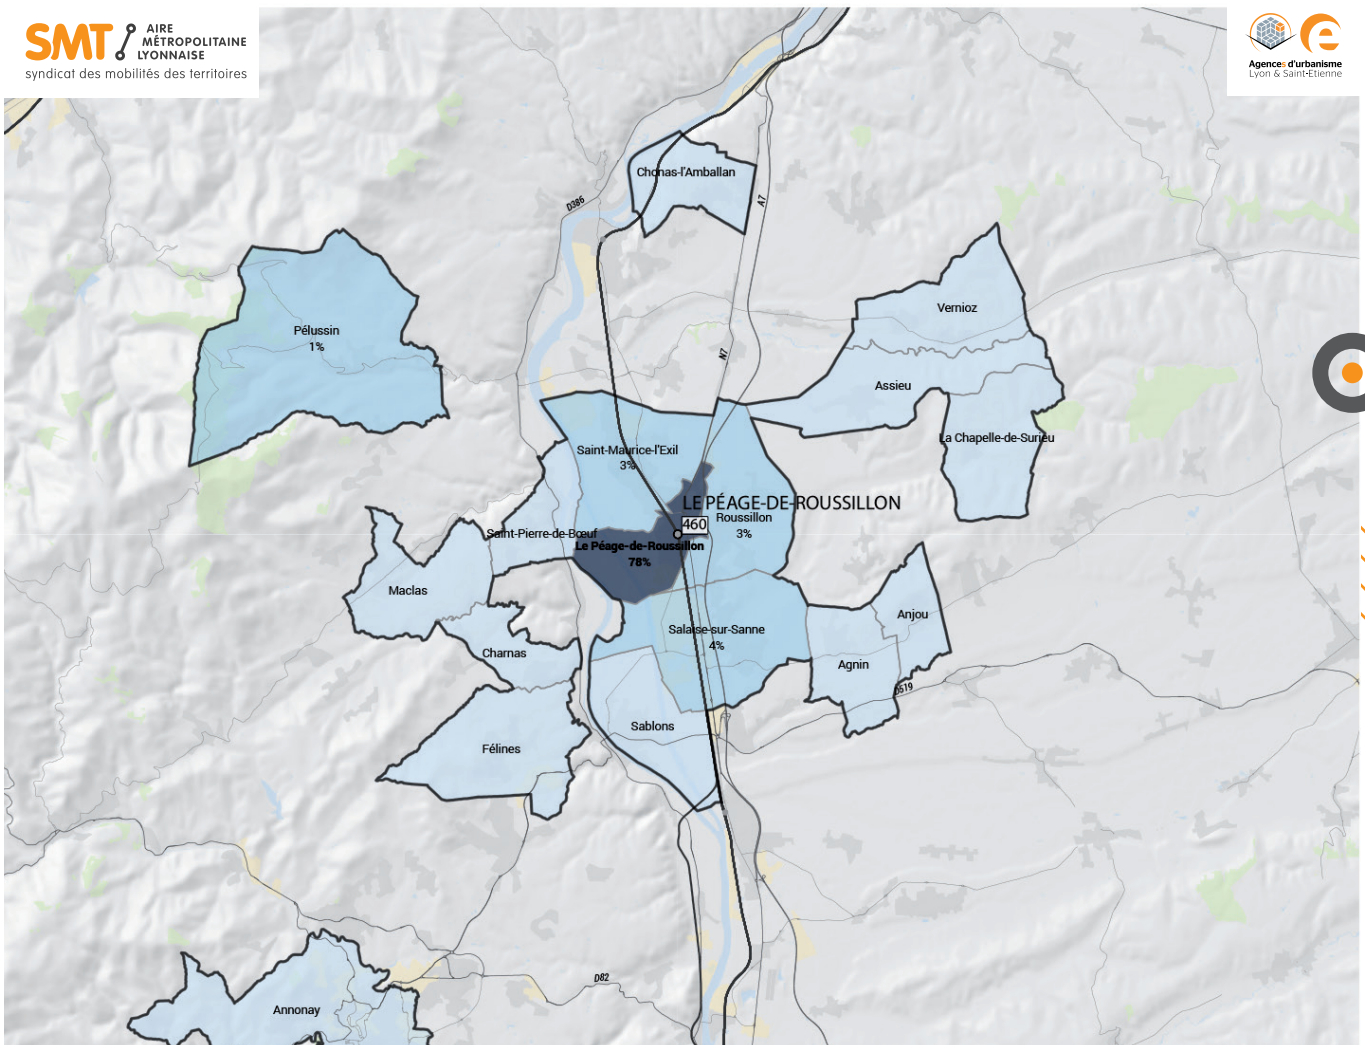 SMT
AIRE
MÉTROPOLITAINE
LYONNAISE
syndicat des mobilités des territoires
e
Agences d'urbanisme
Lyon & Saint-Etienne
Chonas-l'Amballan
D386
A7
Vernioz
Pélussin
1%
N7
Assieu
La Chapelle-de-Surieu
Saint-Maurice-l'Exil
3%
LE PÉAGE-DE-ROUSSILLON
460
Roussillon
3%
Saint-Pierre-de-Bœuf
Le Péage-de-Roussillon
78%
Maclas
Anjou
Salaise-sur-Sanne
4%
Charnas
Agnin
D519
Sablons
Félines
D82
Annonay